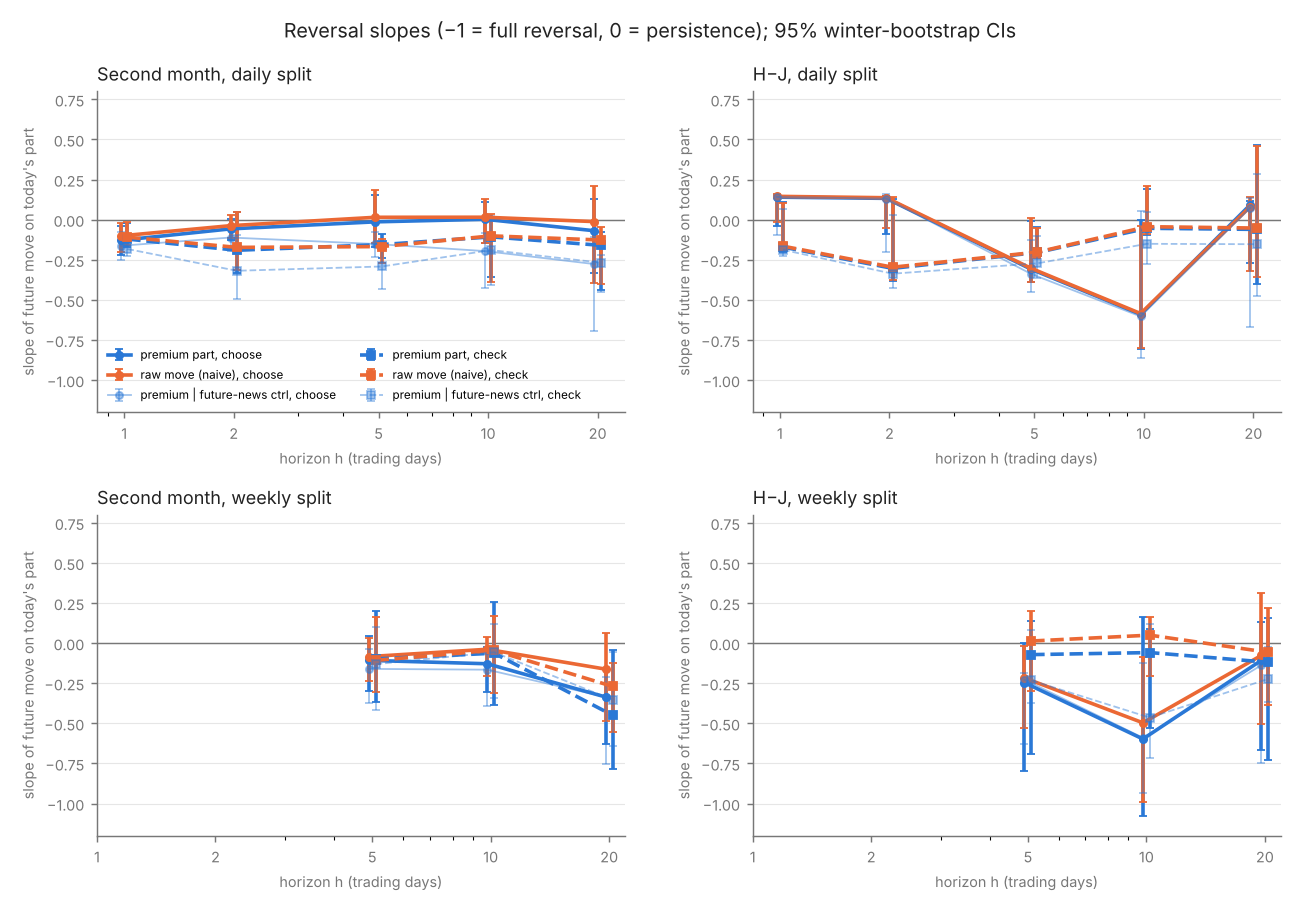 Reversal slopes (−1 = full reversal, 0 = persistence); 95% winter-bootstrap CIs
Second month, daily split
slope of future move on today's part
0.75
0.50
0.25
0.00
−0.25
−0.50
−0.75
−1.00
premium part, choose
raw move (naive), choose
premium | future-news ctrl, choose
premium part, check
raw move (naive), check
premium | future-news ctrl, check
1
2
5
10
20
horizon h (trading days)
H−J, daily split
slope of future move on today's part
0.75
0.50
0.25
0.00
−0.25
−0.50
−0.75
−1.00
1
2
5
10
20
horizon h (trading days)
Second month, weekly split
slope of future move on today's part
0.75
0.50
0.25
0.00
−0.25
−0.50
−0.75
−1.00
1
2
5
10
20
horizon h (trading days)
H−J, weekly split
slope of future move on today's part
0.75
0.50
0.25
0.00
−0.25
−0.50
−0.75
−1.00
1
2
5
10
20
horizon h (trading days)